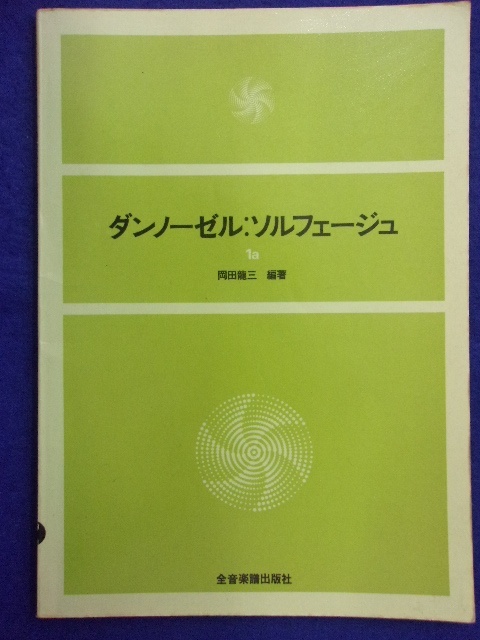 ダンノーゼル:ソルフェージュ
1a
岡田龍三 編著
全音楽譜出版社